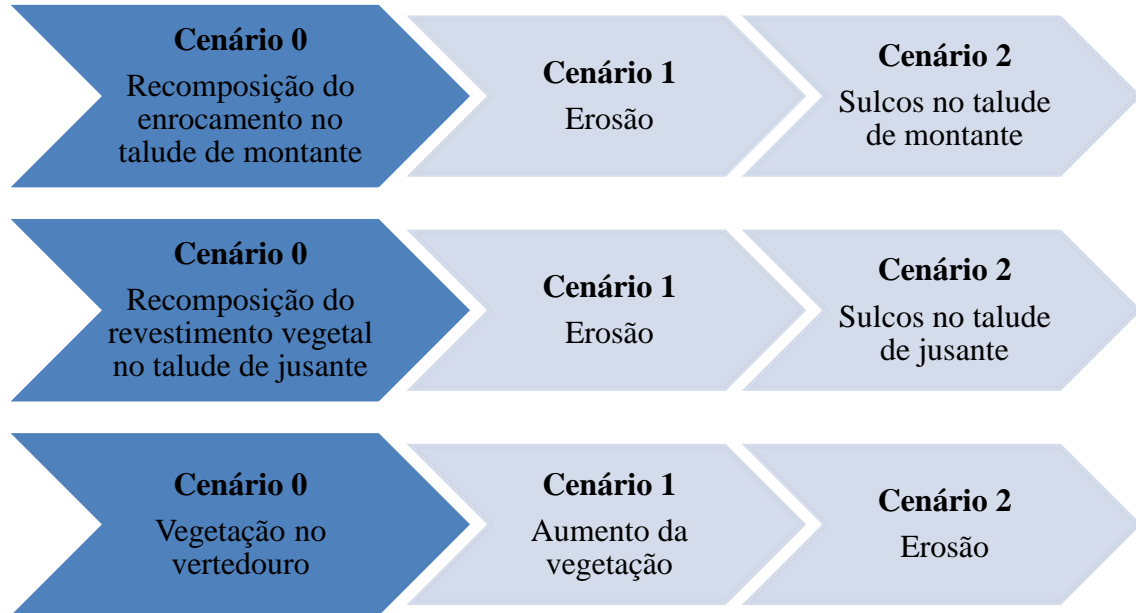 Cenário 0
Recomposição do
enrocamento no
talude de montante
Cenário 1
Erosão
Cenário 2
Sulcos no talude
de montante
Cenário 0
Recomposição do
revestimento vegetal
no talude de jusante
Cenário 1
Erosão
Cenário 2
Sulcos no talude
de jusante
Cenário 0
Vegetação no
vertedouro
Cenário 1
Aumento da
vegetação
Cenário 2
Erosão